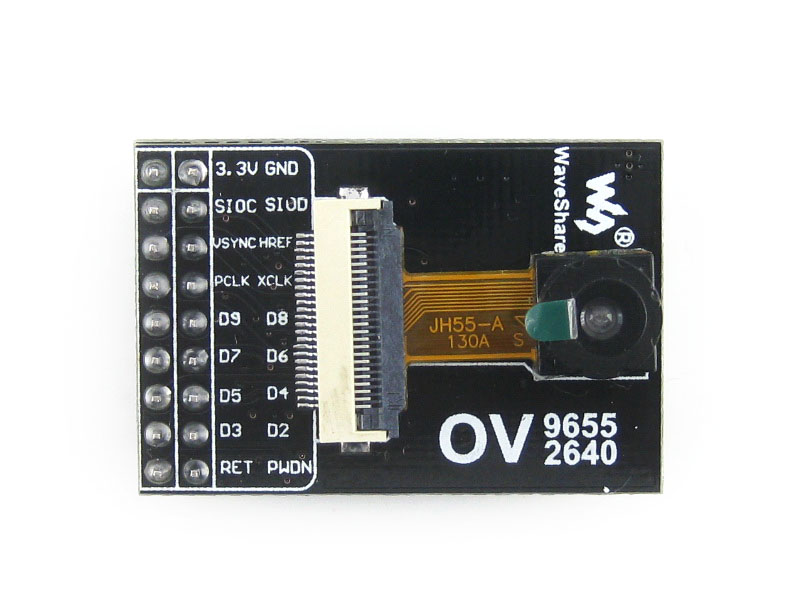 3.3V GND
SIOC SIOD
VSYNC HREF
PCLK XCLK
D9 D8
D7 D6
D5 D4
D3 D2
RET PWDN
JH55-A
130A S
WaveShare
®
OV 9655
2640